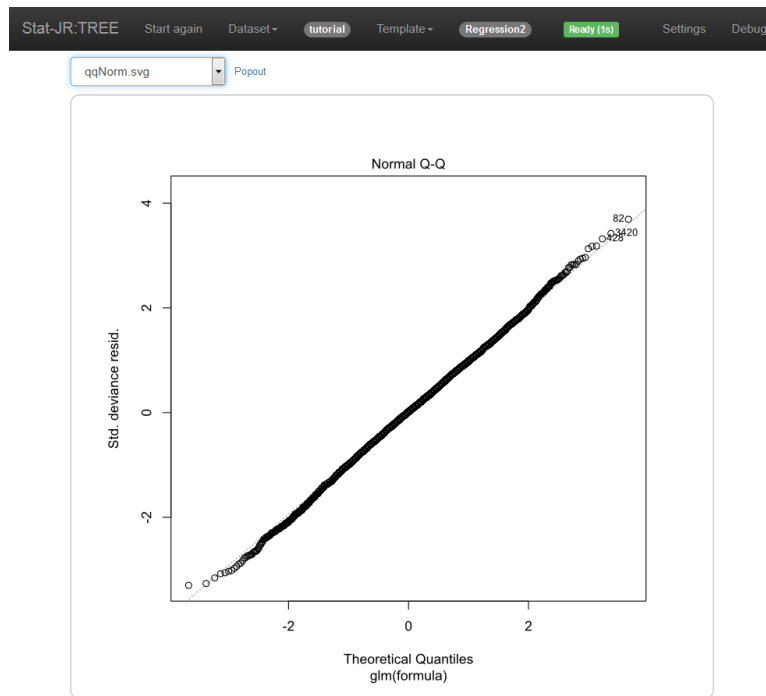 Stat-JR:TREE Start again Dataset tutorial Template Regression2 Ready (1s) Settings Debug
qqNorm.svg Popout
Normal Q-Q
4
2
0
-2
Std. deviance resid.
82
3420
428
-2 0 2
Theoretical Quantiles
glm(formula)